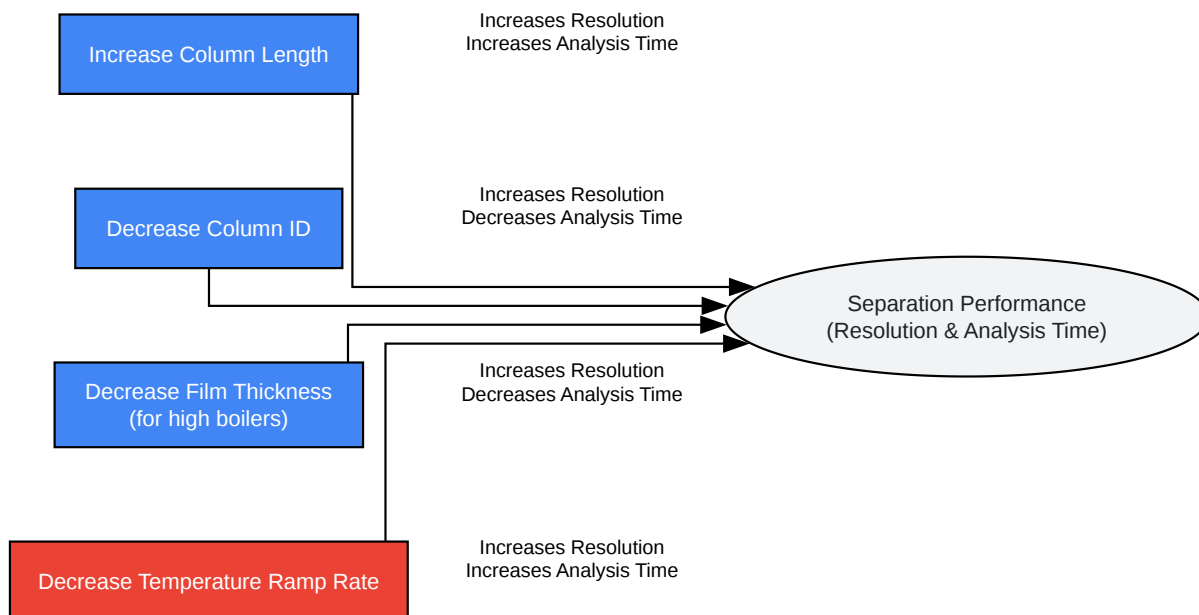 Increases Resolution
Increases Analysis Time
Increase Column Length
Increases Resolution
Decreases Analysis Time
Decrease Column ID
Separation Performance
(Resolution & Analysis Time)
Increases Resolution
Decreases Analysis Time
Decrease Film Thickness
(for high boilers)
Increases Resolution
Increases Analysis Time
Decrease Temperature Ramp Rate